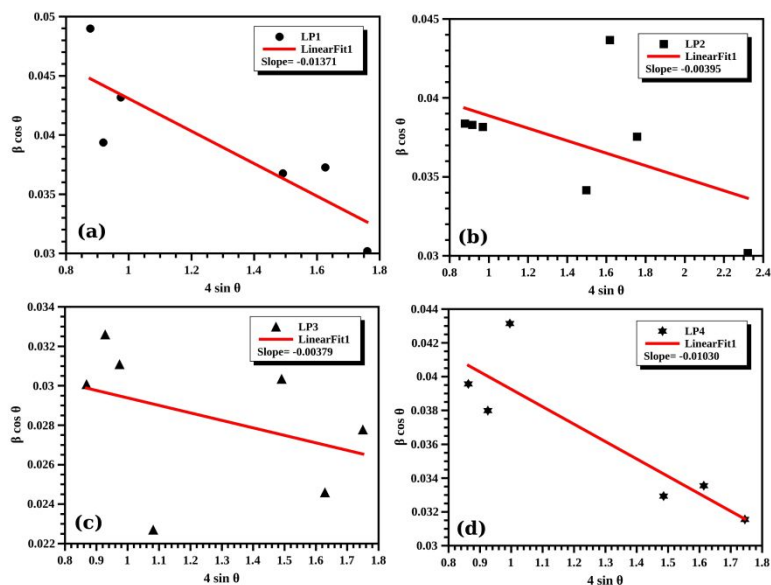 0.05
0.045
0.04
0.035
0.03
β cos θ
LP1
LinearFit1
Slope= -0.01371
(a)
0.8 1 1.2 1.4 1.6 1.8
4 sin θ
0.045
0.04
0.035
0.03
β cos θ
LP2
LinearFit1
Slope= -0.00395
(b)
0.8 1 1.2 1.4 1.6 1.8 2 2.2 2.4
4 sin θ
0.034
0.032
0.03
0.028
0.026
0.024
0.022
β cos θ
LP3
LinearFit1
Slope= -0.00379
(c)
0.8 0.9 1 1.1 1.2 1.3 1.4 1.5 1.6 1.7 1.8
4 sin θ
0.044
0.042
0.04
0.038
0.036
0.034
0.032
0.03
β cos θ
LP4
LinearFit1
Slope= -0.01030
(d)
0.8 0.9 1 1.1 1.2 1.3 1.4 1.5 1.6 1.7 1.8
4 sin θ